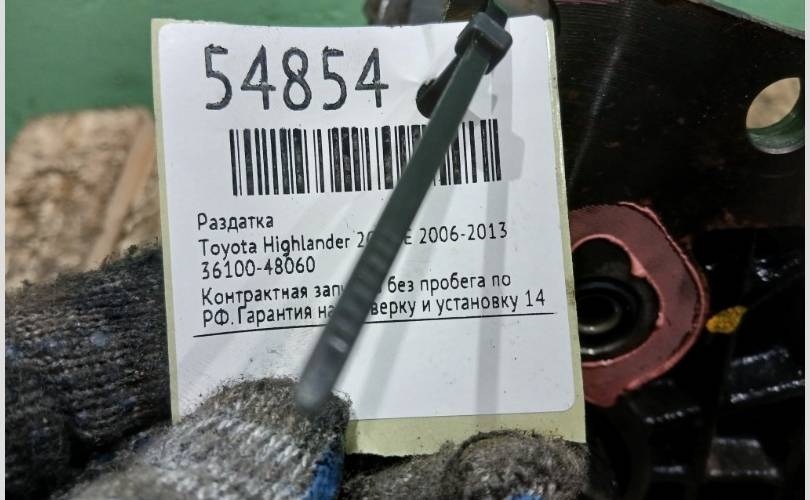 54854
Раздатка
Toyota Highlander 2006-2013
36100-48060
Контрактная без пробега по
РФ. Гарантия на и установку 14